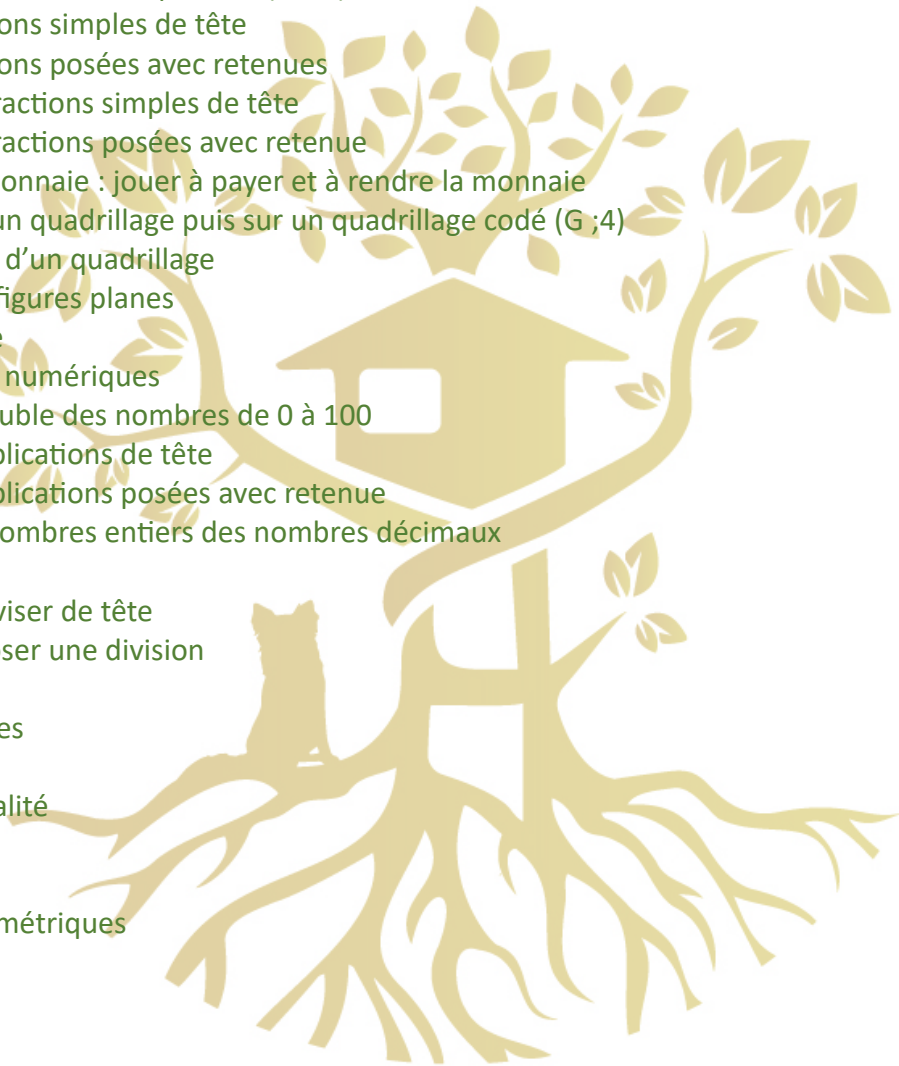 ons simples de tête
ons posées avec retenues
ractions simples de tête
ractions posées avec retenue
onnaie : jouer à payer et à rendre la monnaie
un quadrillage puis sur un quadrillage codé (G ;4)
d’un quadrillage
figures planes
e
numériques
uble des nombres de 0 à 100
plications de tête
plications posées avec retenue
ombres entiers des nombres décimaux
viser de tête
oser une division
es
alité
métriques